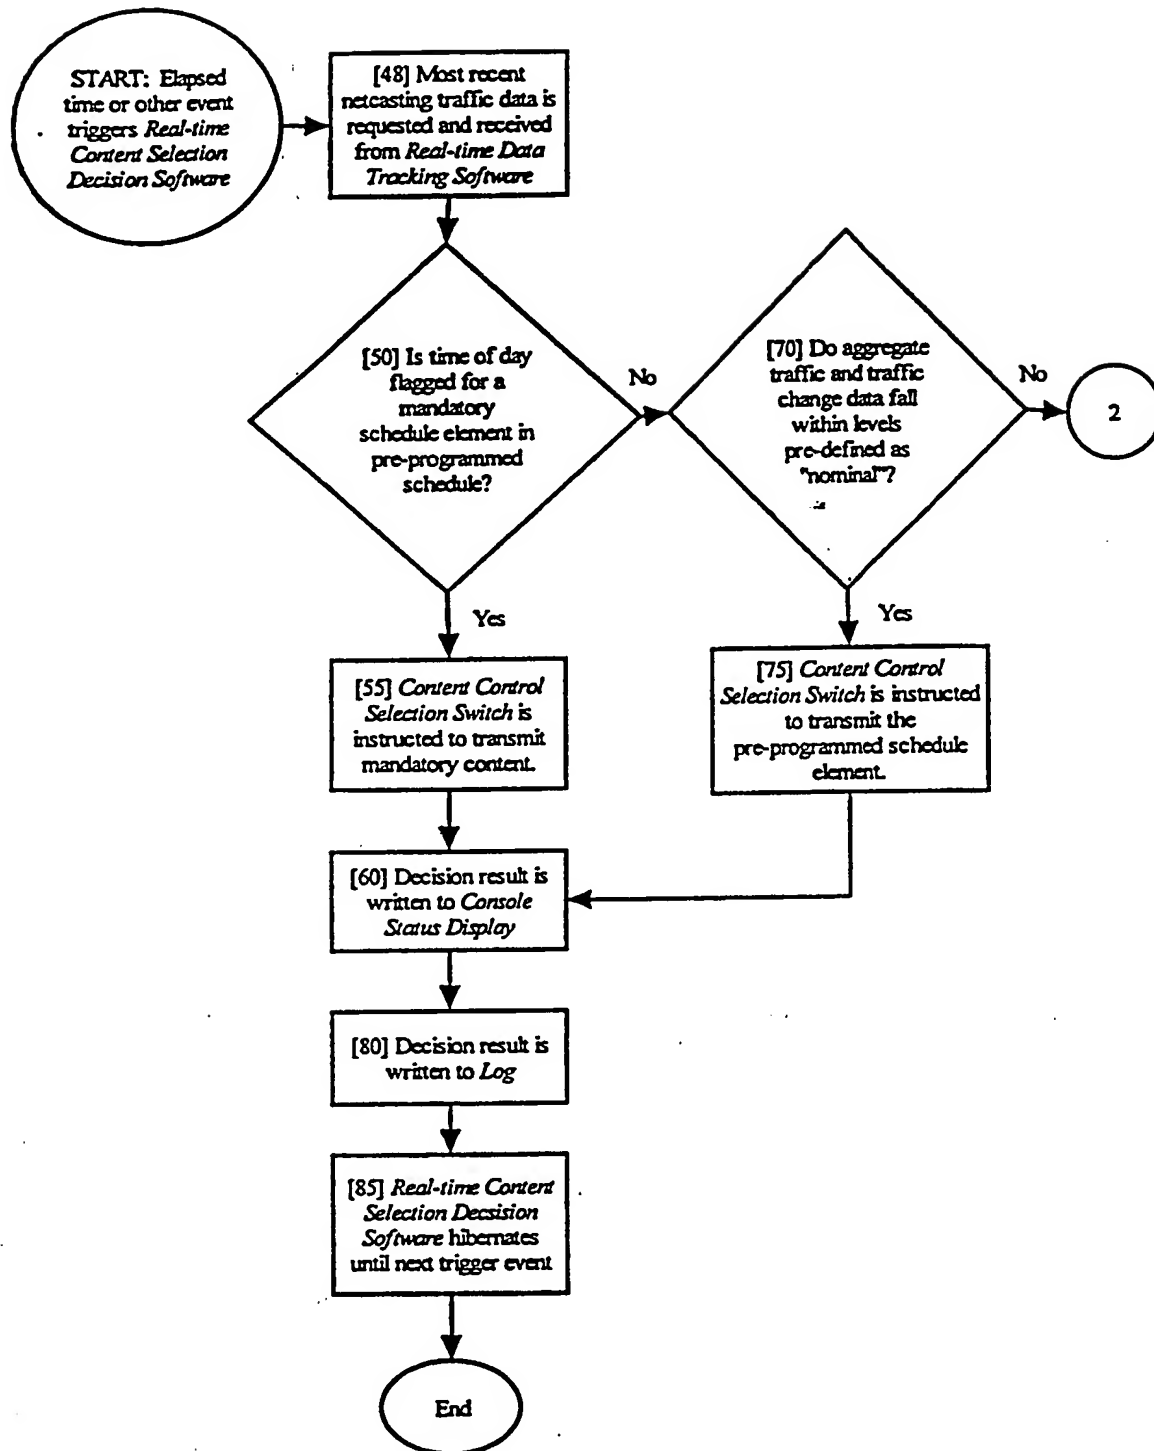 START: Elapsed
time or other event
triggers Real-time
Content Selection
Decision Software
[48] Most recent
netcasting traffic data is
requested and received
from Real-time Data
Tracking Software
[50] Is time of day
flagged for a
mandatory
schedule element in
pre-programmed
schedule?
No
[70] Do aggregate
traffic and traffic
change data fall
within levels
pre-defined as
"nominal"?
No
2
Yes
Yes
[55] Content Control
Selection Switch is
instructed to transmit
mandatory content.
[75] Content Control
Selection Switch is instructed
to transmit the
pre-programmed schedule
element.
[60] Decision result is
written to Console
Status Display
[80] Decision result is
written to Log
[85] Real-time Content
Selection Decsision
Software hibernates
until next trigger event
End